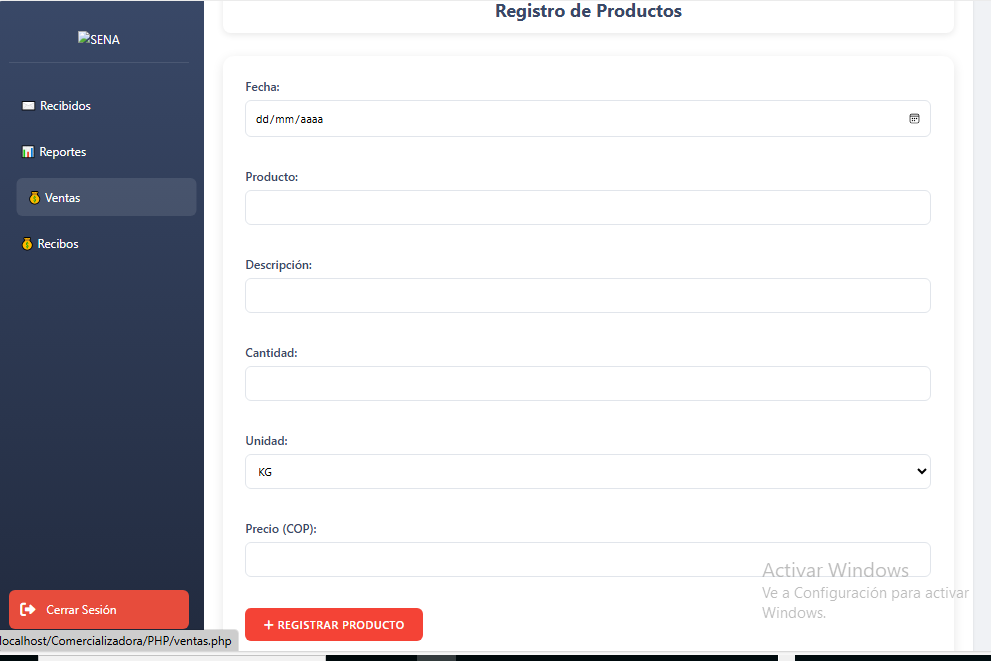 SENA
Recibidos
Reportes
Ventas
Recibos
Cerrar Sesión
localhost/Comercializadora/PHP/ventas.php
Registro de Productos
Fecha:
dd/mm/aaaa
Producto:
Descripción:
Cantidad:
Unidad:
KG
Precio (COP):
+ REGISTRAR PRODUCTO
Activar Windows
Ve a Configuración para activar
Windows.